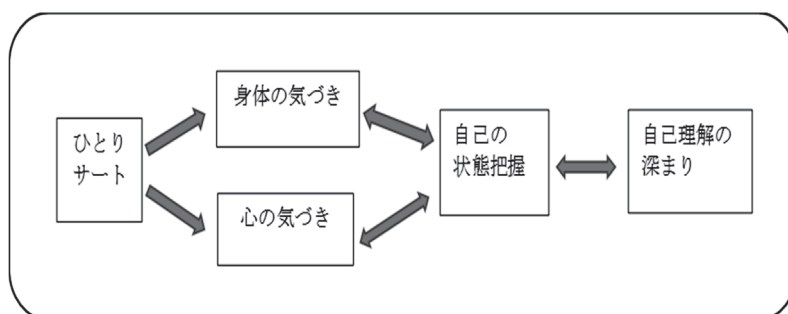 ひとり
サート
身体の気づき
心の気づき
自己の
状態把握
自己理解の
深まり